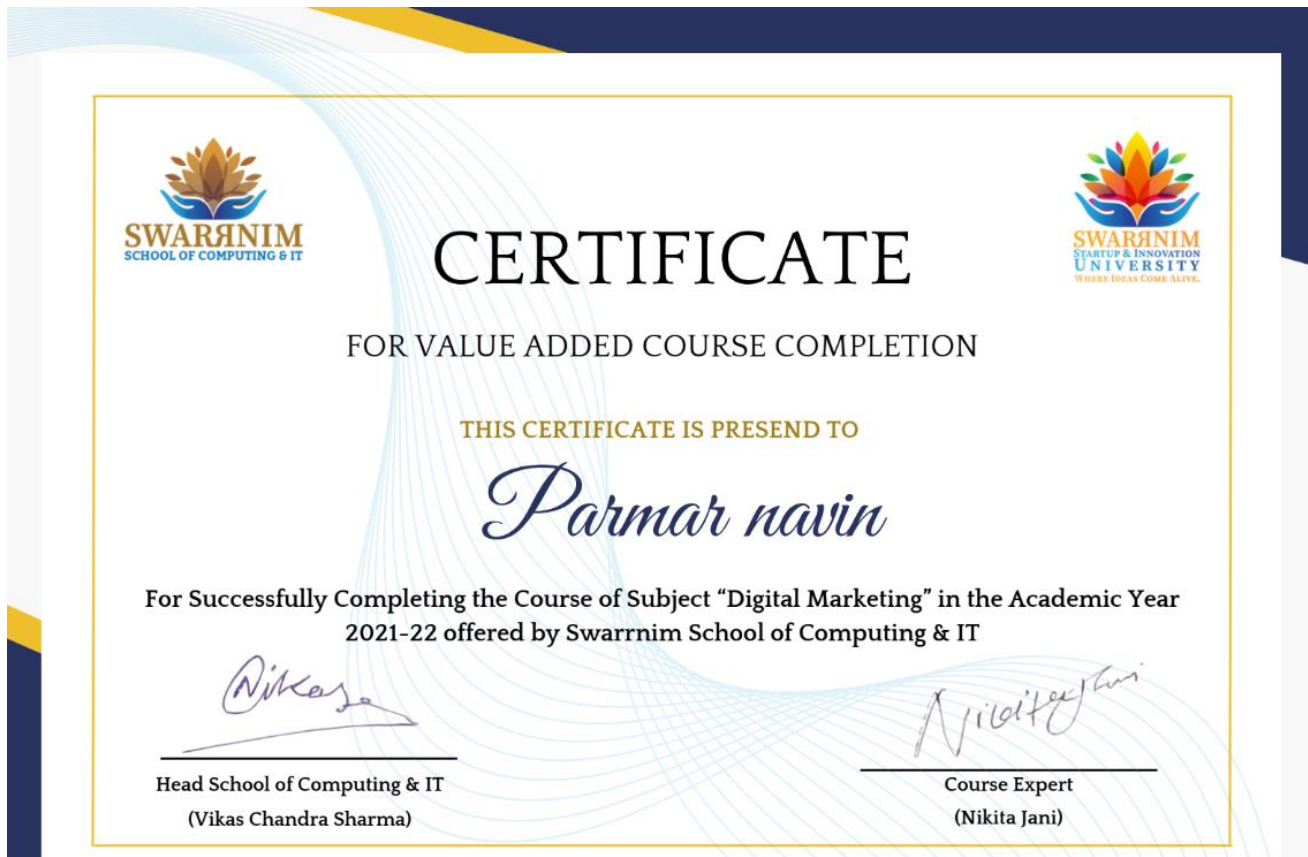 SWARЯNIM
SCHOOL OF COMPUTING & IT
SWARЯNIM
STARTUP & INNOVATION
UNIVERSITY
WHERE IDEAS COME ALIVE.
CERTIFICATE
FOR VALUE ADDED COURSE COMPLETION
THIS CERTIFICATE IS PRESEND TO
Parmar navin
For Successfully Completing the Course of Subject “Digital Marketing” in the Academic Year
2021-22 offered by Swarrnim School of Computing & IT
Head School of Computing & IT
(Vikas Chandra Sharma)
Course Expert
(Nikita Jani)